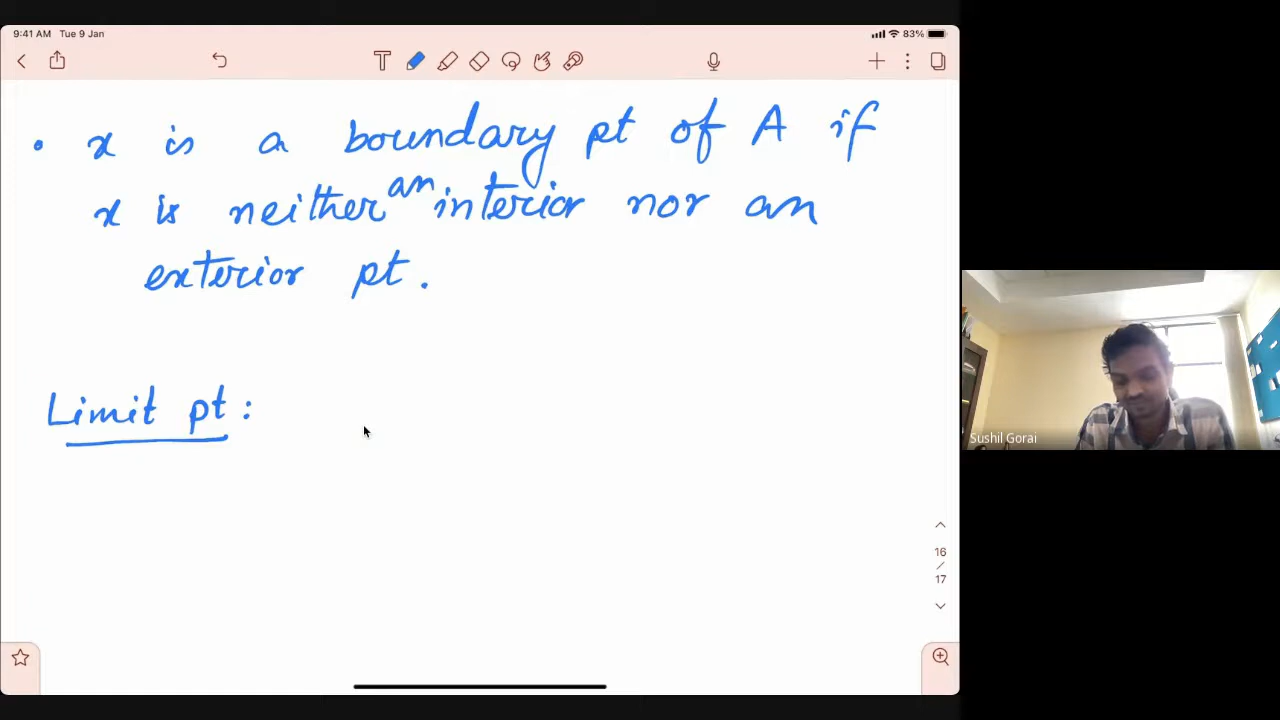 9:41 AM Tue 9 Jan
83%
T
• x is a boundary pt of A if
x is neither an interior nor an
exterior pt.
Limit pt:
Sushil Gorai
16
/
17